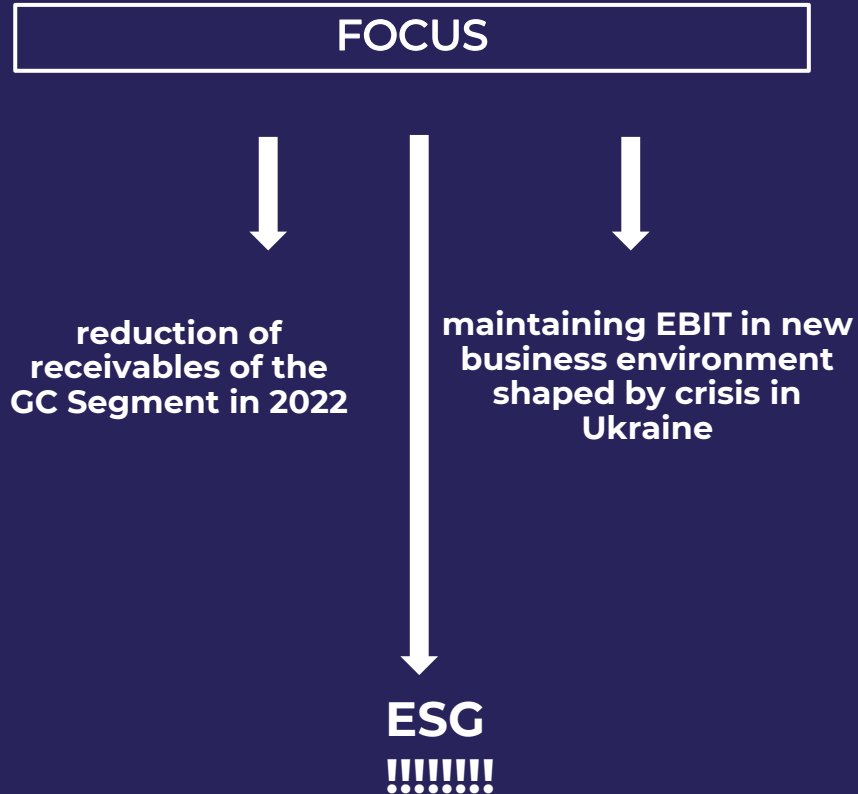 FOCUS
reduction of
receivables of the
GC Segment in 2022
maintaining EBIT in new
business environment
shaped by crisis in
Ukraine
ESG
!!!!!!!!